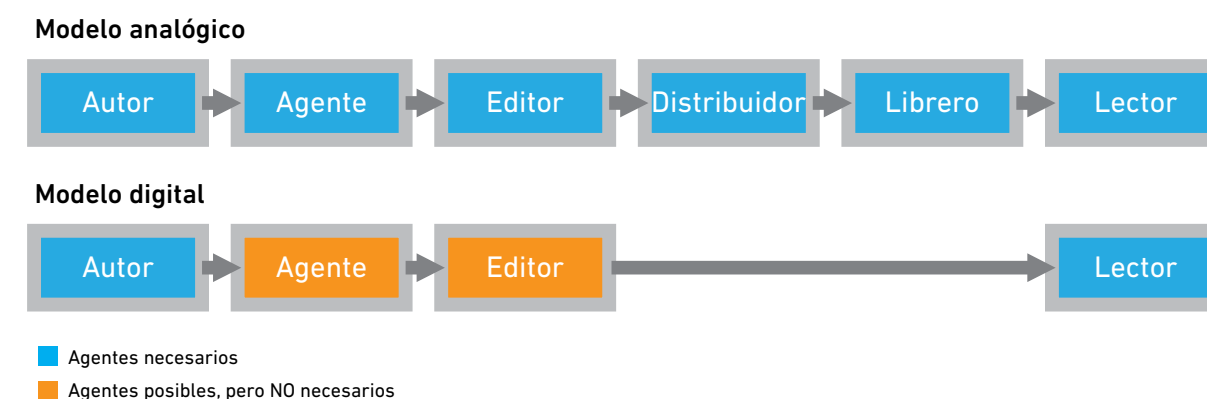 Modelo analógico
Autor Agente Editor Distribuidor Librero Lector
Modelo digital
Autor Agente Editor Lector
Agentes necesarios
Agentes posibles, pero NO necesarios